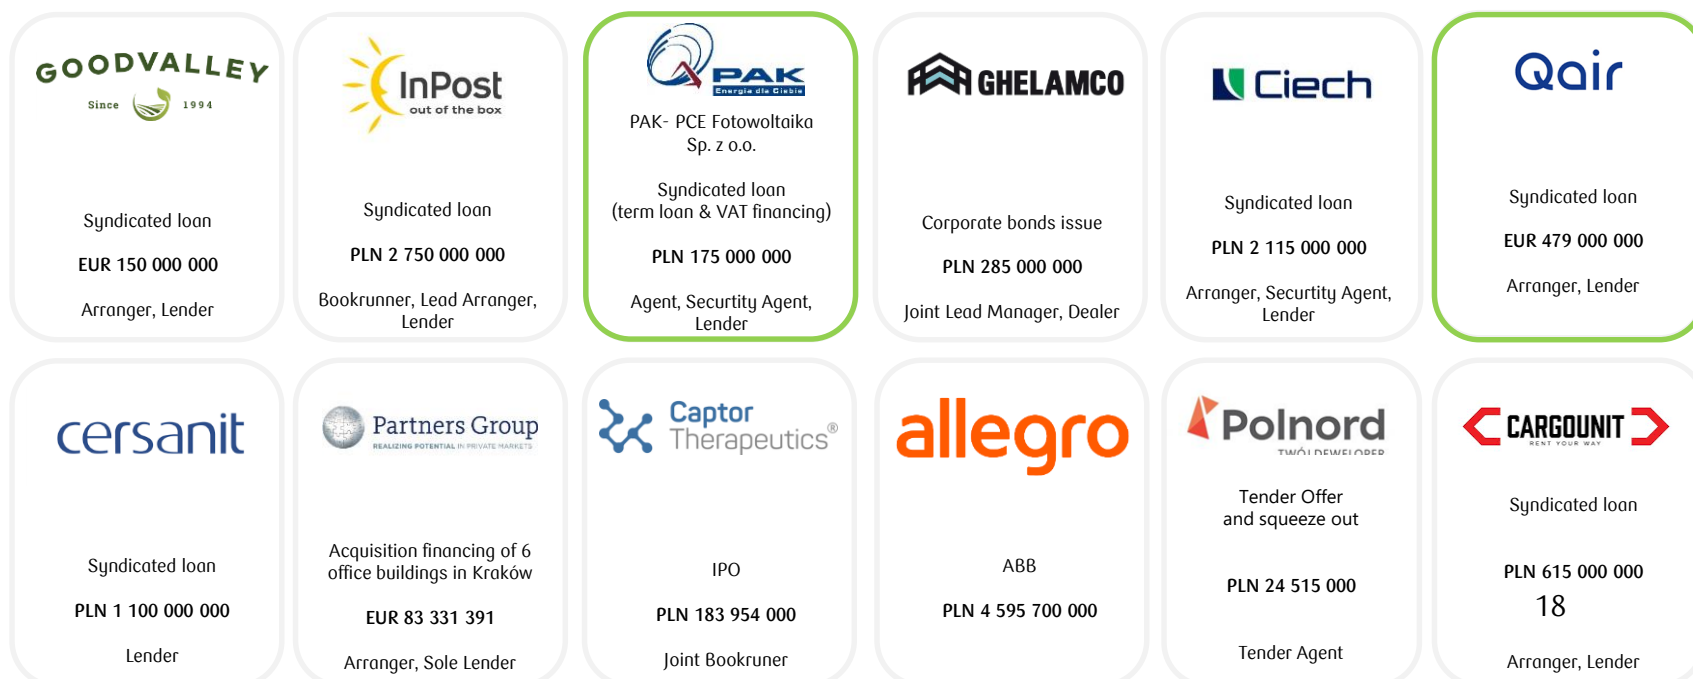 GOODVALLEY
Since 1994
Syndicated loan
EUR 150 000 000
Arranger, Lender
InPost
out of the box
Syndicated loan
PLN 2 750 000 000
Bookrunner, Lead Arranger,
Lender
PAK
Energia dla Ciebie
PAK- PCE Fotowoltaika
Sp. z o.o.
Syndicated loan
(term loan & VAT financing)
PLN 175 000 000
Agent, Securtity Agent,
Lender
GHELAMCO
Corporate bonds issue
PLN 285 000 000
Joint Lead Manager, Dealer
Ciech
Syndicated loan
PLN 2 115 000 000
Arranger, Securtity Agent,
Lender
Qair
Syndicated loan
EUR 479 000 000
Arranger, Lender
cersanit
Syndicated loan
PLN 1 100 000 000
Lender
Partners Group
REALIZING POTENTIAL IN PRIVATE MARKETS
Acquisition financing of 6
office buildings in Kraków
EUR 83 331 391
Arranger, Sole Lender
Captor
Therapeutics®
IPO
PLN 183 954 000
Joint Bookruner
allegro
ABB
PLN 4 595 700 000
Polnord
TWÓJ DEWELOPER
Tender Offer
and squeeze out
PLN 24 515 000
Tender Agent
CARGOUNIT
RENT YOUR WAY
Syndicated loan
PLN 615 000 000
18
Arranger, Lender